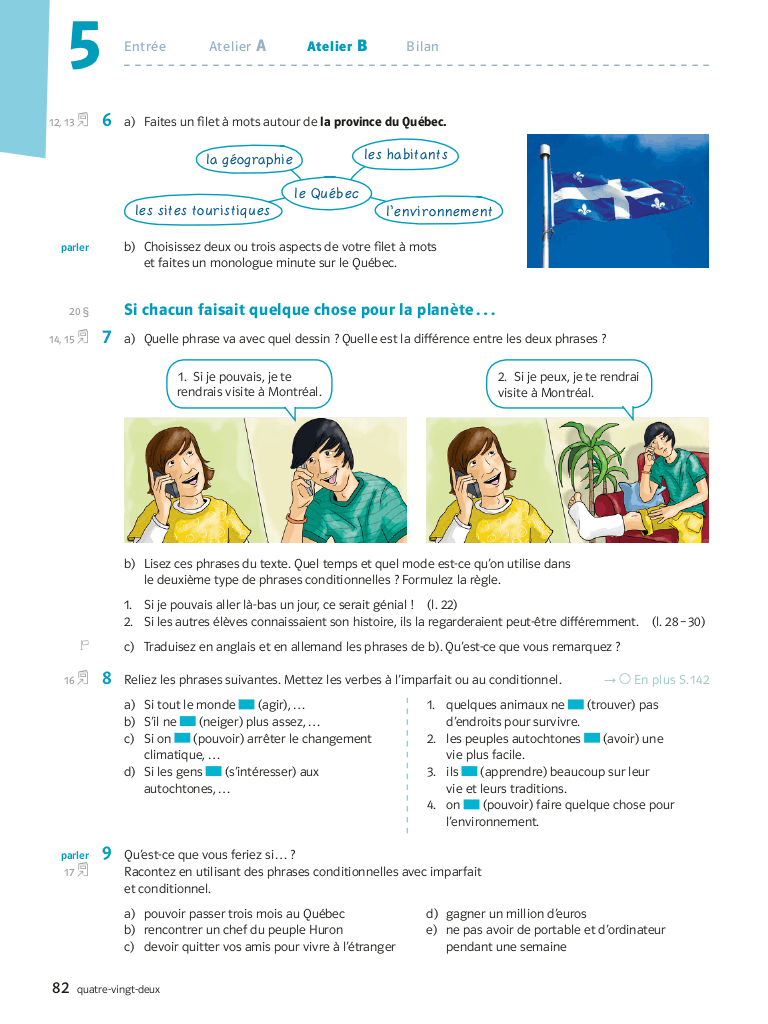 5
Entrée Atelier A Atelier B Bilan
12, 13 6 a) Faites un filet à mots autour de la province du Québec.
la géographie
les habitants
le Québec
les sites touristiques
l'environnement
parler b) Choisissez deux ou trois aspects de votre filet à mots
et faites un monologue minute sur le Québec.
20 § Si chacun faisait quelque chose pour la planète...
14, 15 7 a) Quelle phrase va avec quel dessin ? Quelle est la différence entre les deux phrases ?
1. Si je pouvais, je te
rendrais visite à Montréal.
2. Si je peux, je te rendrai
visite à Montréal.
b) Lisez ces phrases du texte. Quel temps et quel mode est-ce qu'on utilise dans
le deuxième type de phrases conditionnelles ? Formulez la règle.
1. Si je pouvais aller là-bas un jour, ce serait génial ! (l. 22)
2. Si les autres élèves connaissaient son histoire, ils la regarderaient peut-être différemment. (l. 28–30)
c) Traduisez en anglais et en allemand les phrases de b). Qu'est-ce que vous remarquez ?
16 8 Reliez les phrases suivantes. Mettez les verbes à l'imparfait ou au conditionnel. → En plus S. 142
a) Si tout le monde (agir), ...
b) S'il ne (neiger) plus assez, ...
c) Si on (pouvoir) arrêter le changement
climatique, ...
d) Si les gens (s'intéresser) aux
autochtones, ...
1. quelques animaux ne (trouver) pas
d'endroits pour survivre.
2. les peuples autochtones (avoir) une
vie plus facile.
3. ils (apprendre) beaucoup sur leur
vie et leurs traditions.
4. on (pouvoir) faire quelque chose pour
l'environnement.
parler 9 Qu'est-ce que vous feriez si... ?
17 Racontez en utilisant des phrases conditionnelles avec imparfait
et conditionnel.
a) pouvoir passer trois mois au Québec
b) rencontrer un chef du peuple Huron
c) devoir quitter vos amis pour vivre à l'étranger
d) gagner un million d'euros
e) ne pas avoir de portable et d'ordinateur
pendant une semaine
82 quatre-vingt-deux